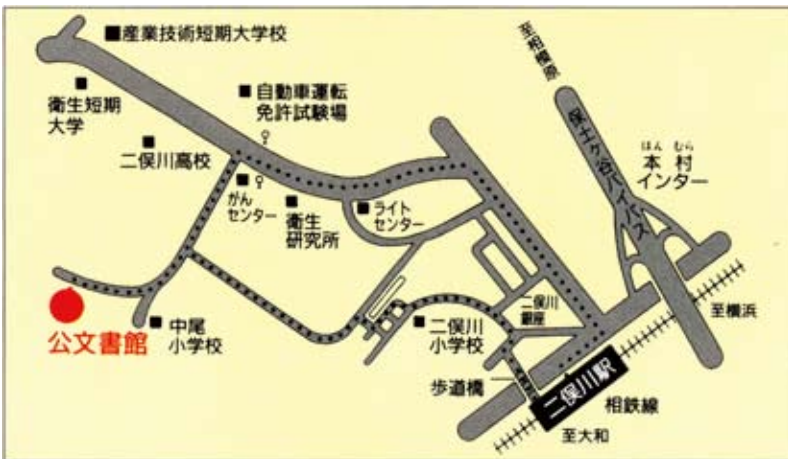 産業技術短期大学校
衛生短期
大学
自動車運転
免許試験場
二俣川高校
がん
センター
衛生
研究所
ライト
センター
至相模原
保土ヶ谷バイパス
ほん むら
本村
インター
公文書館
中尾
小学校
二俣川
小学校
二俣川
銀座
至横浜
歩道橋
二俣川駅
相鉄線
至大和